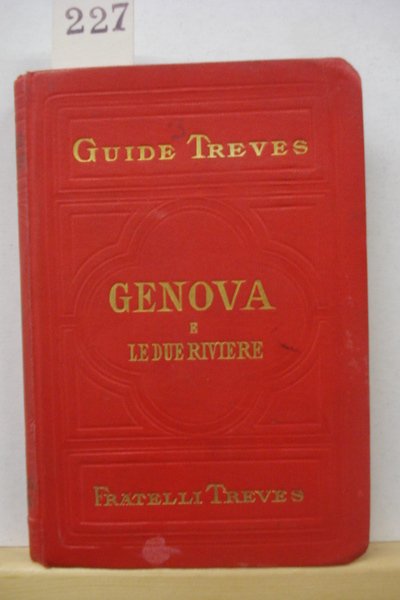 227
GUIDE TREVES
GENOVA
E
LE DUE RIVIERE
FRATELLI TREVES